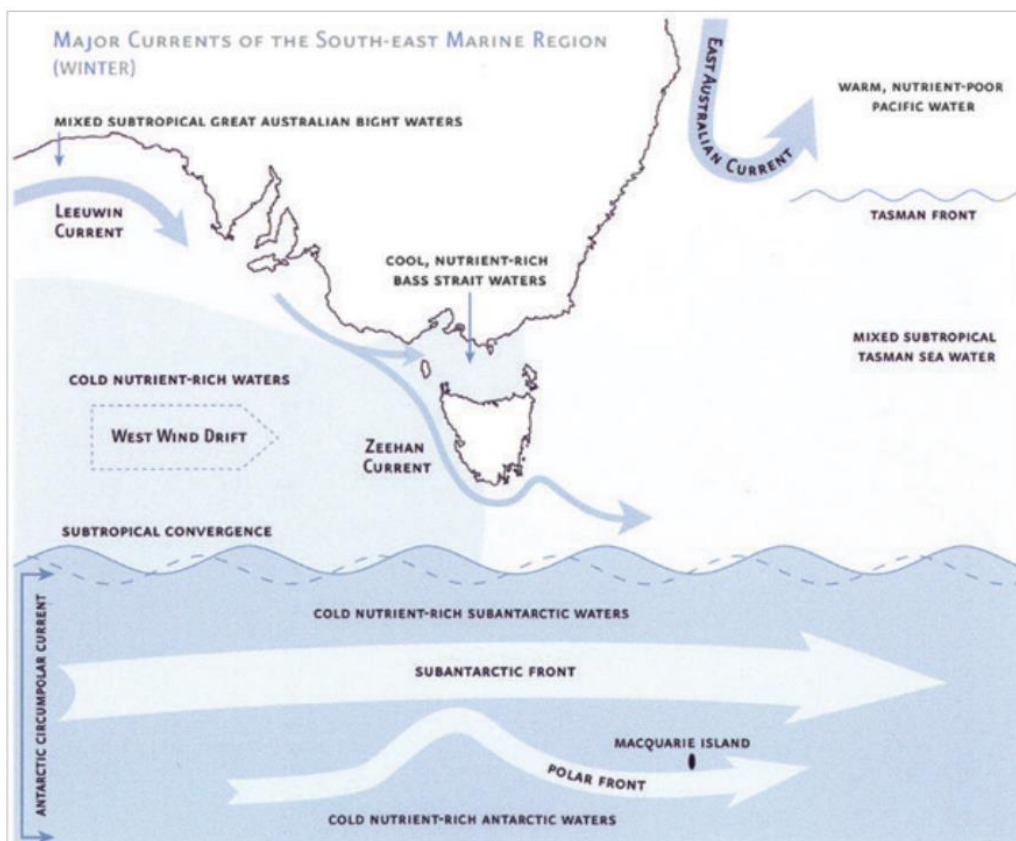 Major Currents of the South-east Marine Region
(winter)
Mixed subtropical Great Australian Bight waters
Leeuwin
Current
East Australian Current
Warm, nutrient-poor
Pacific water
Tasman Front
Cool, nutrient-rich
Bass Strait waters
Mixed subtropical
Tasman Sea water
Cold nutrient-rich waters
West Wind Drift
Zeehan
Current
Subtropical convergence
Antarctic Circumpolar Current
Cold nutrient-rich subantarctic waters
Subantarctic Front
Macquarie Island
Polar Front
Cold nutrient-rich Antarctic waters